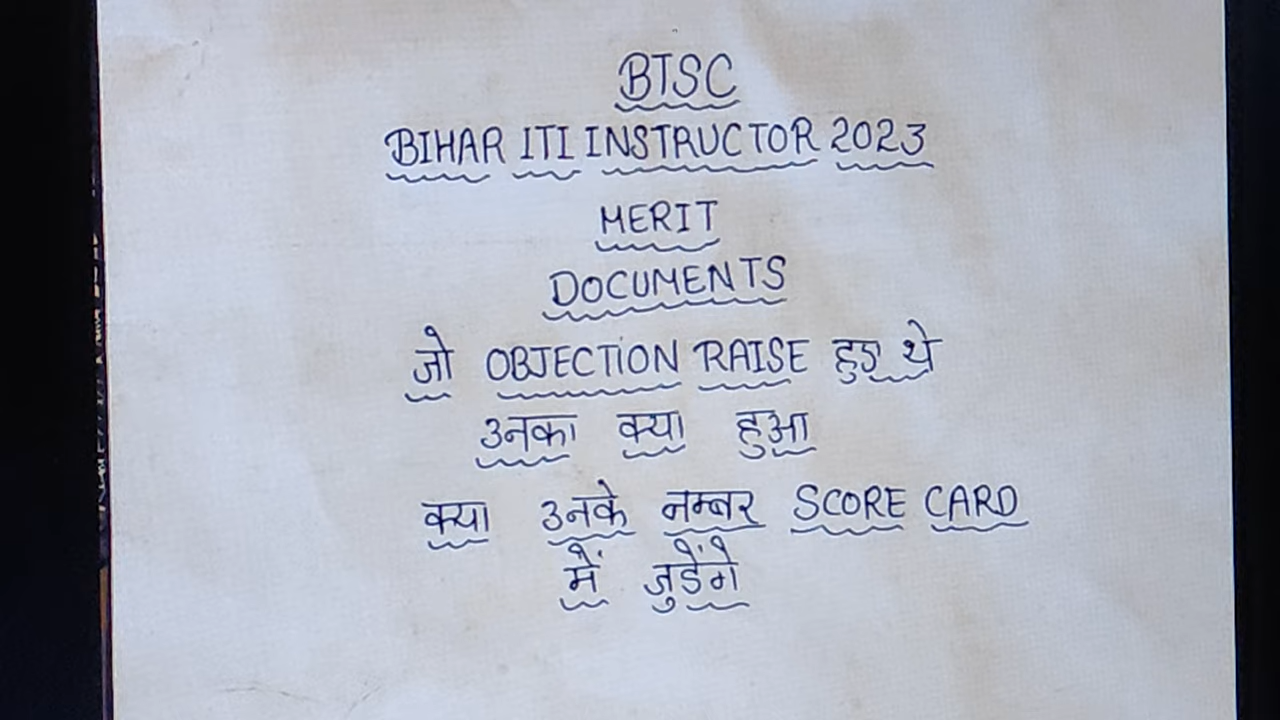 BTSC
BIHAR ITI INSTRUCTOR 2023
MERIT
DOCUMENTS
जो OBJECTION RAISE हुए थे
उनका क्या हुआ
क्या उनके नम्बर SCORE CARD
में जुडेंगे